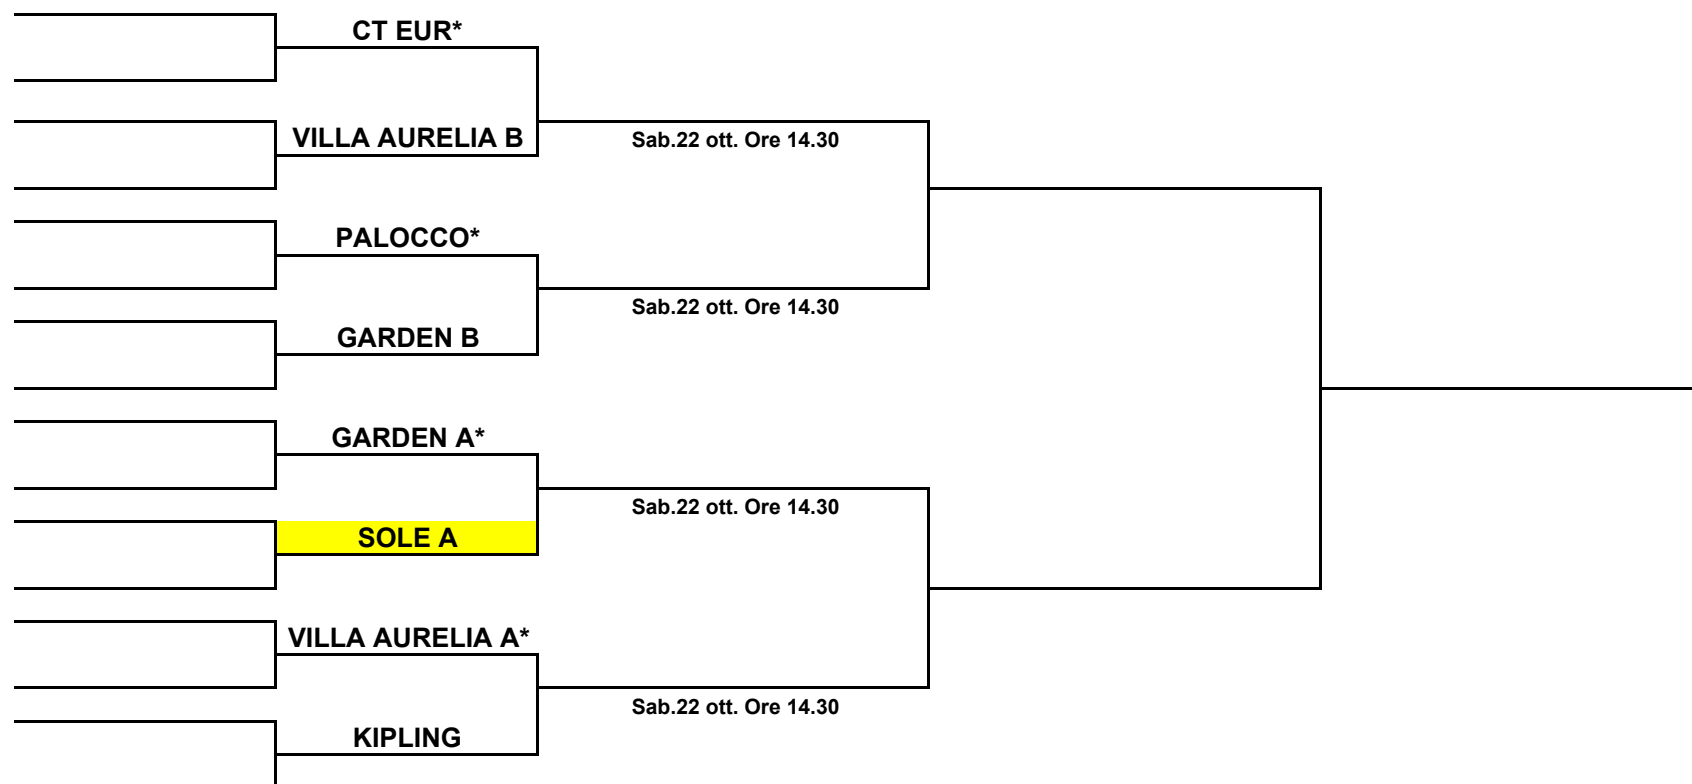 CT EUR*
VILLA AURELIA B
Sab.22 ott. Ore 14.30
PALOCCO*
Sab.22 ott. Ore 14.30
GARDEN B
GARDEN A*
Sab.22 ott. Ore 14.30
SOLE A
VILLA AURELIA A*
Sab.22 ott. Ore 14.30
KIPLING